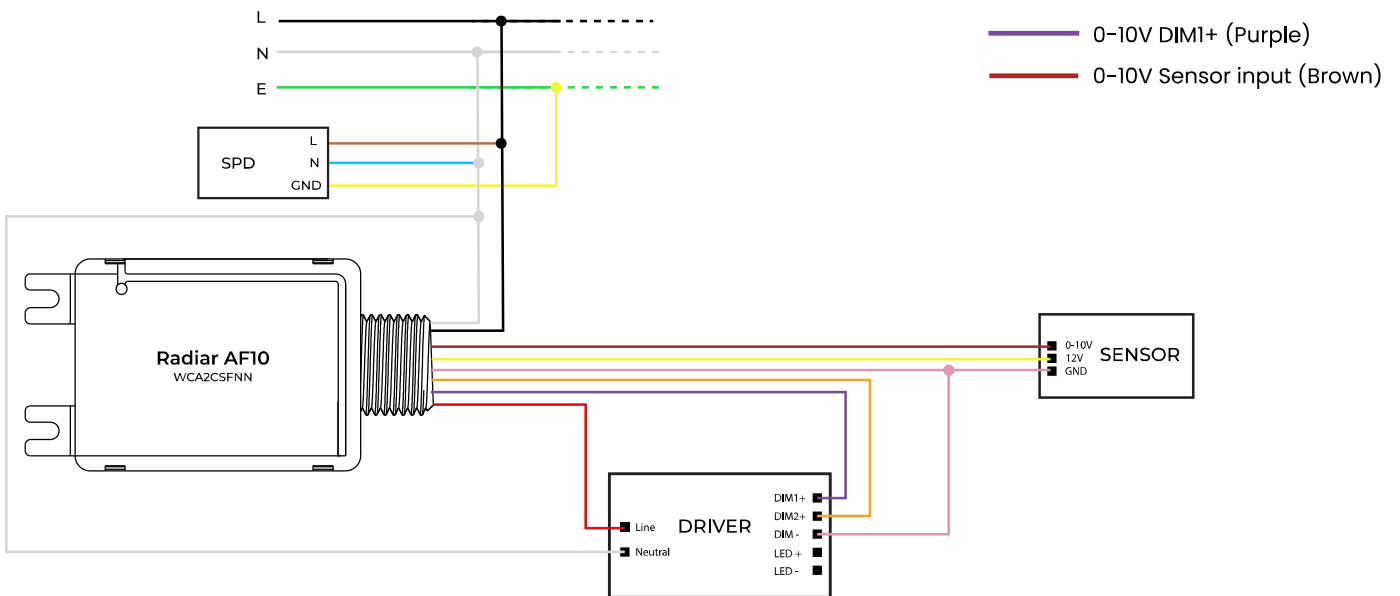 L
N
E
0-10V DIM1+ (Purple)
0-10V Sensor input (Brown)
SPD
L
N
GND
Radiar AF10
WCA2CSFNN
0-10V
12V
GND
SENSOR
DRIVER
Line
Neutral
DIM1+
DIM2+
DIM -
LED +
LED -